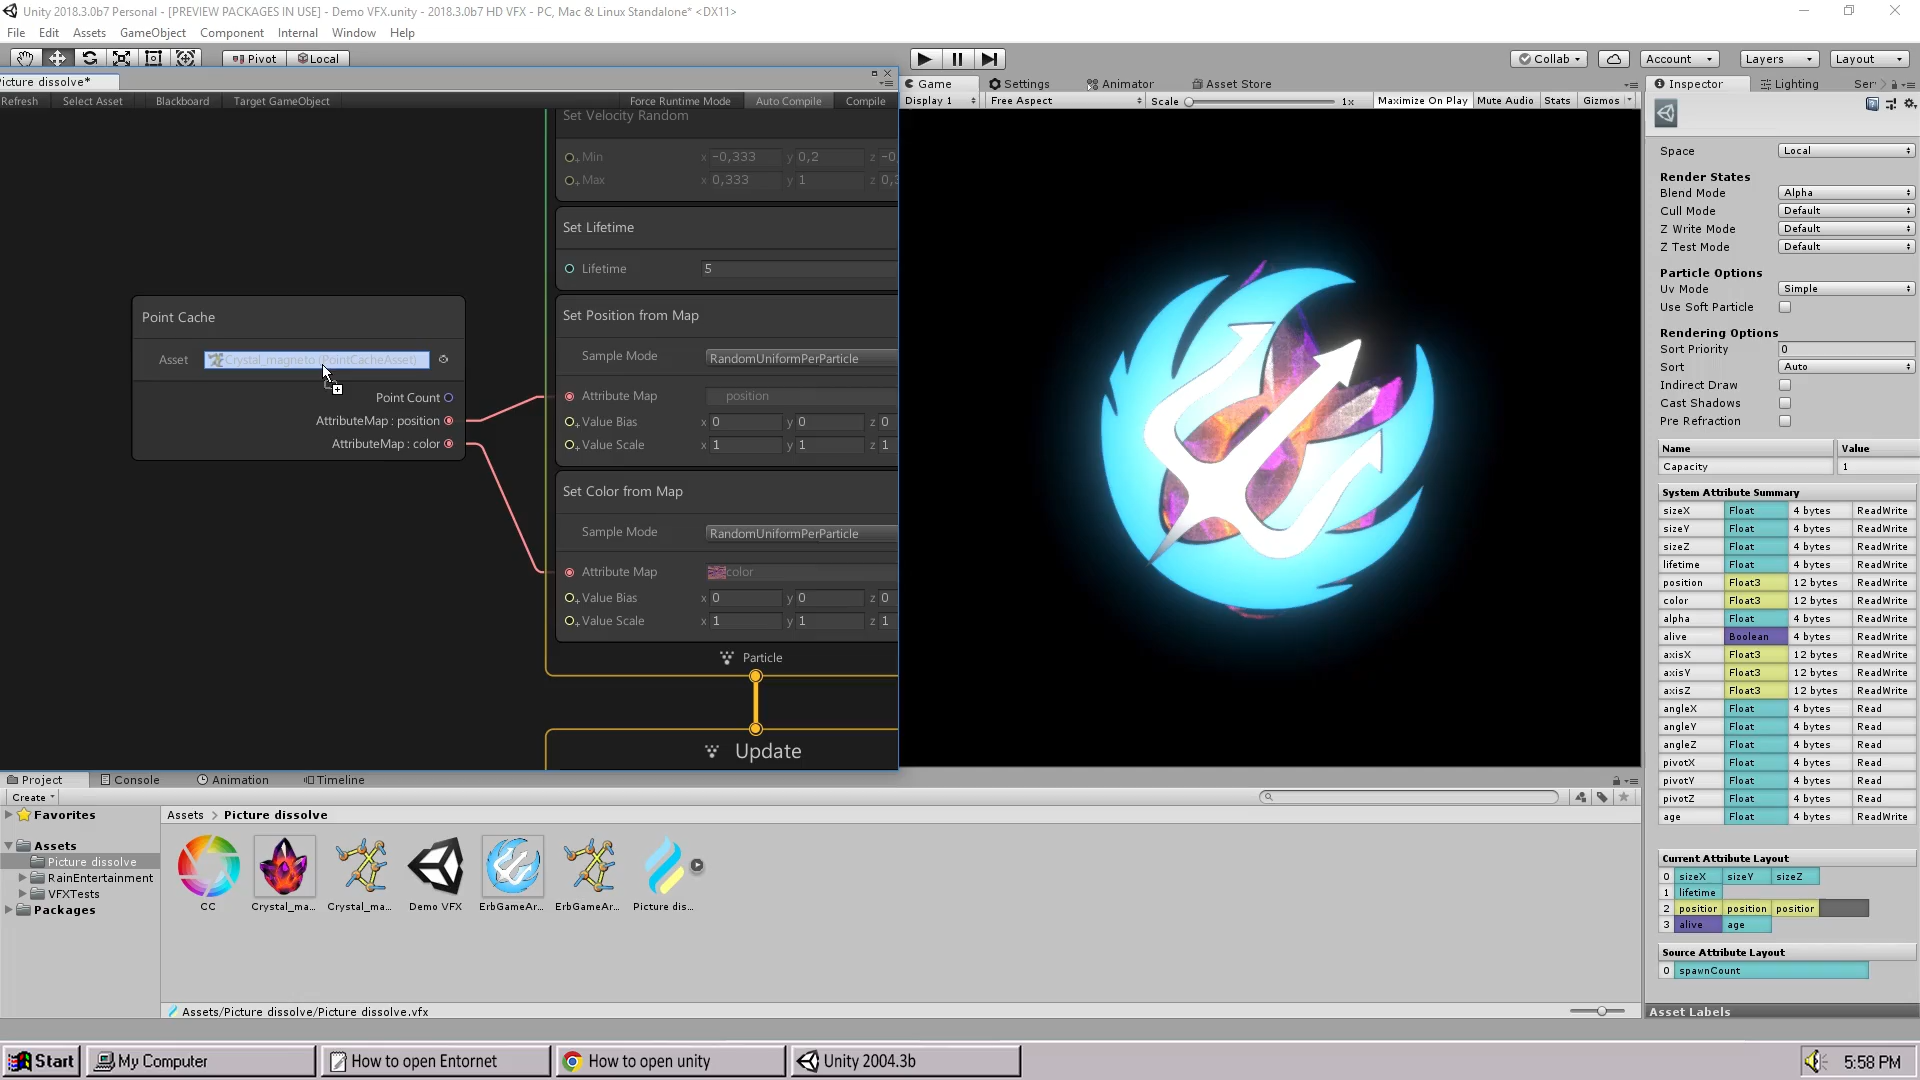 Unity 2018.3.0b7 Personal - [PREVIEW PACKAGES IN USE] - Demo VFX.unity - 2018.3.0b7 HD VFX - PC, Mac & Linux Standalone* <DX11>
File Edit Assets GameObject Component Internal Window Help
Pivot Local Collab Account Layers Layout
icture dissolve*
Refresh Select Asset Blackboard Target GameObject Force Runtime Mode Auto Compile Compile
Set Velocity Random
Min x -0,333 y 0,2 z -0,
Max x 0,333 y 1 z 0,3
Set Lifetime
Lifetime 5
Set Position from Map
Sample Mode RandomUniformPerParticle
Attribute Map position
Value Bias x 0 y 0 z 0
Value Scale x 1 y 1 z 1
Set Color from Map
Sample Mode RandomUniformPerParticle
Attribute Map color
Value Bias x 0 y 0 z 0
Value Scale x 1 y 1 z 1
Particle
Update
Point Cache
Asset Crystal_magneto (PointCacheAsset)
Point Count
AttributeMap : position
AttributeMap : color
Game Settings Animator Asset Store
Display 1 Free Aspect Scale 1x Maximize On Play Mute Audio Stats Gizmos
Inspector Lighting Ser
Space Local
Render States
Blend Mode Alpha
Cull Mode Default
Z Write Mode Default
Z Test Mode Default
Particle Options
Uv Mode Simple
Use Soft Particle
Rendering Options
Sort Priority 0
Sort Auto
Indirect Draw
Cast Shadows
Pre Refraction
Name Value
Capacity 1
System Attribute Summary
sizeX Float 4 bytes ReadWrite
sizeY Float 4 bytes ReadWrite
sizeZ Float 4 bytes ReadWrite
lifetime Float 4 bytes ReadWrite
position Float3 12 bytes ReadWrite
color Float3 12 bytes ReadWrite
alpha Float 4 bytes ReadWrite
alive Boolean 4 bytes ReadWrite
axisX Float3 12 bytes ReadWrite
axisY Float3 12 bytes ReadWrite
axisZ Float3 12 bytes ReadWrite
angleX Float 4 bytes Read
angleY Float 4 bytes Read
angleZ Float 4 bytes Read
pivotX Float 4 bytes Read
pivotY Float 4 bytes Read
pivotZ Float 4 bytes Read
age Float 4 bytes ReadWrite
Current Attribute Layout
0 sizeX sizeY sizeZ
1 lifetime
2 positior position positior
3 alive age
Source Attribute Layout
0 spawnCount
Asset Labels
Project Console Animation Timeline
Create
Favorites
Assets
Picture dissolve
RainEntertainment
VFXTests
Packages
Assets > Picture dissolve
CC Crystal_ma... Crystal_ma... Demo VFX ErbGameAr... ErbGameAr... Picture dis...
Assets/Picture dissolve/Picture dissolve.vfx
Start My Computer How to open Entornet How to open unity Unity 2004.3b 5:58 PM